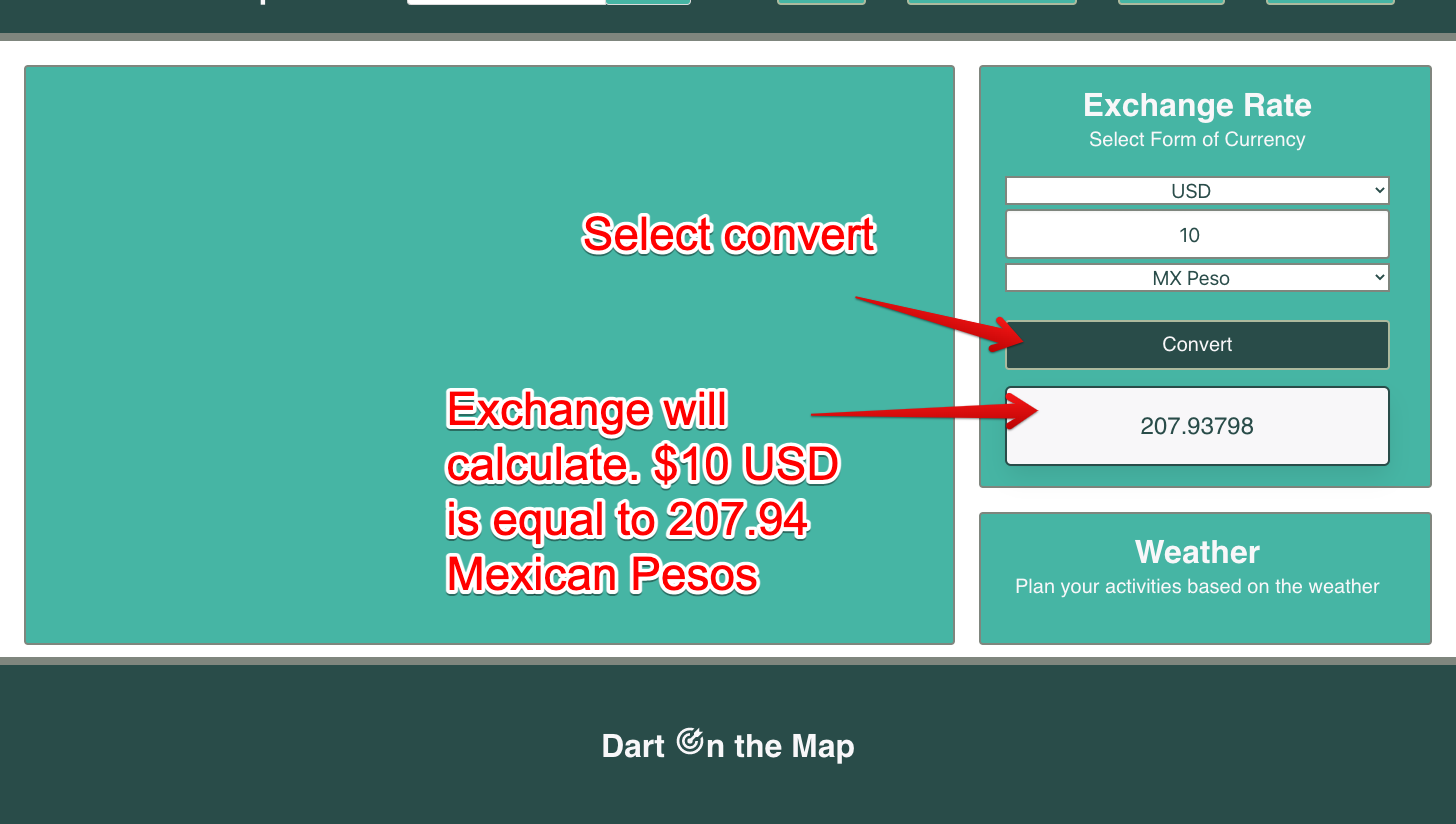 Exchange Rate
Select Form of Currency
USD
10
MX Peso
Convert
207.93798
Select convert
Exchange will
calculate. $10 USD
is equal to 207.94
Mexican Pesos
Weather
Plan your activities based on the weather
Dart n the Map